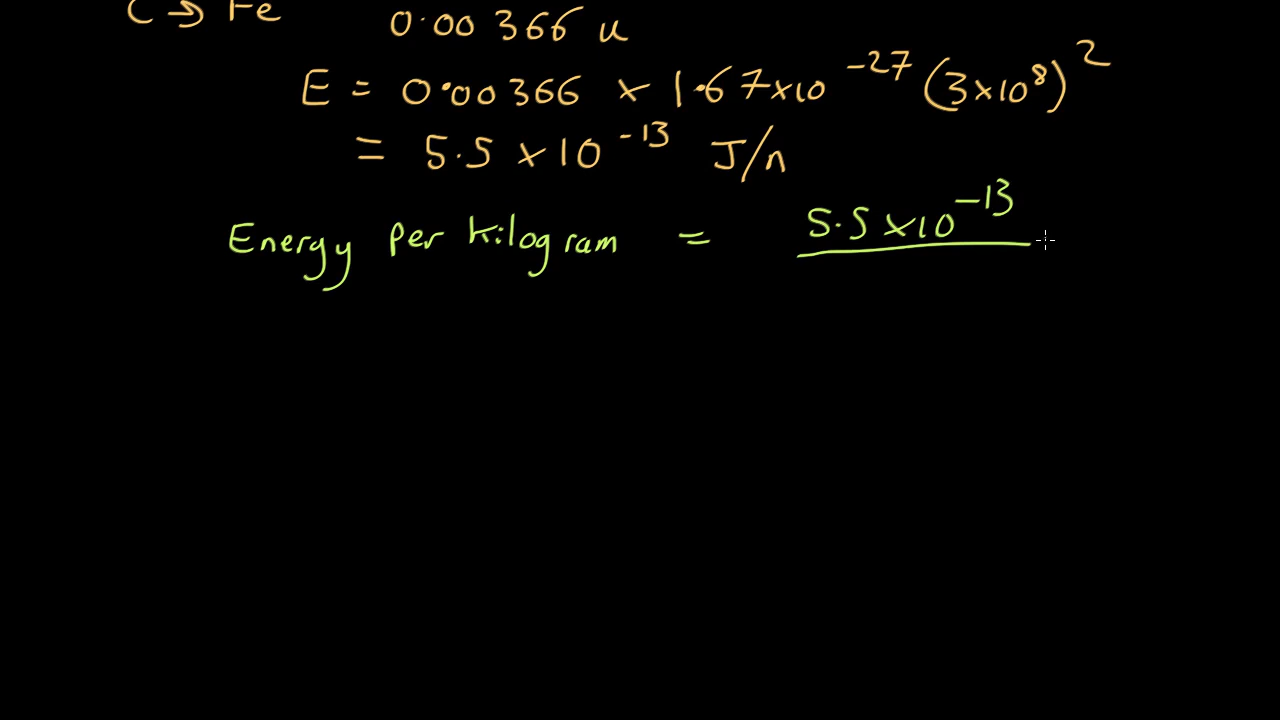 C → Fe 0.00366 u
E = 0.00366 × 1.67×10⁻²⁷ (3×10⁸)²
= 5.5 ×10⁻¹³ J/n
Energy per kilogram = 5.5 ×10⁻¹³